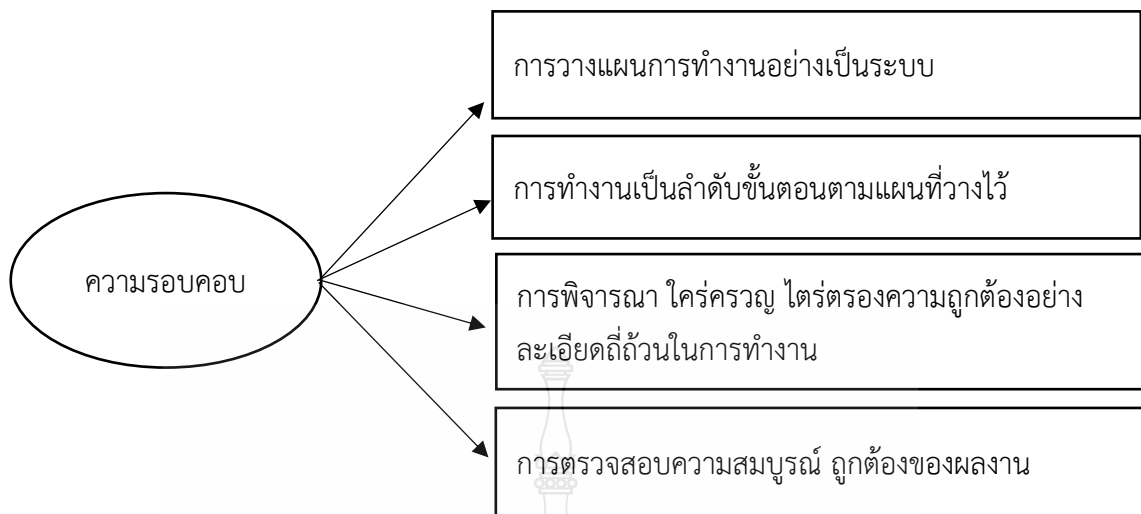 การวางแผนการทำงานอย่างเป็นระบบ
การทำงานเป็นลำดับขั้นตอนตามแผนที่วางไว้
ความรอบคอบ
การพิจารณา ใคร่ครวญ ไตร่ตรองความถูกต้องอย่าง
ละเอียดถี่ถ้วนในการทำงาน
การตรวจสอบความสมบูรณ์ ถูกต้องของผลงาน